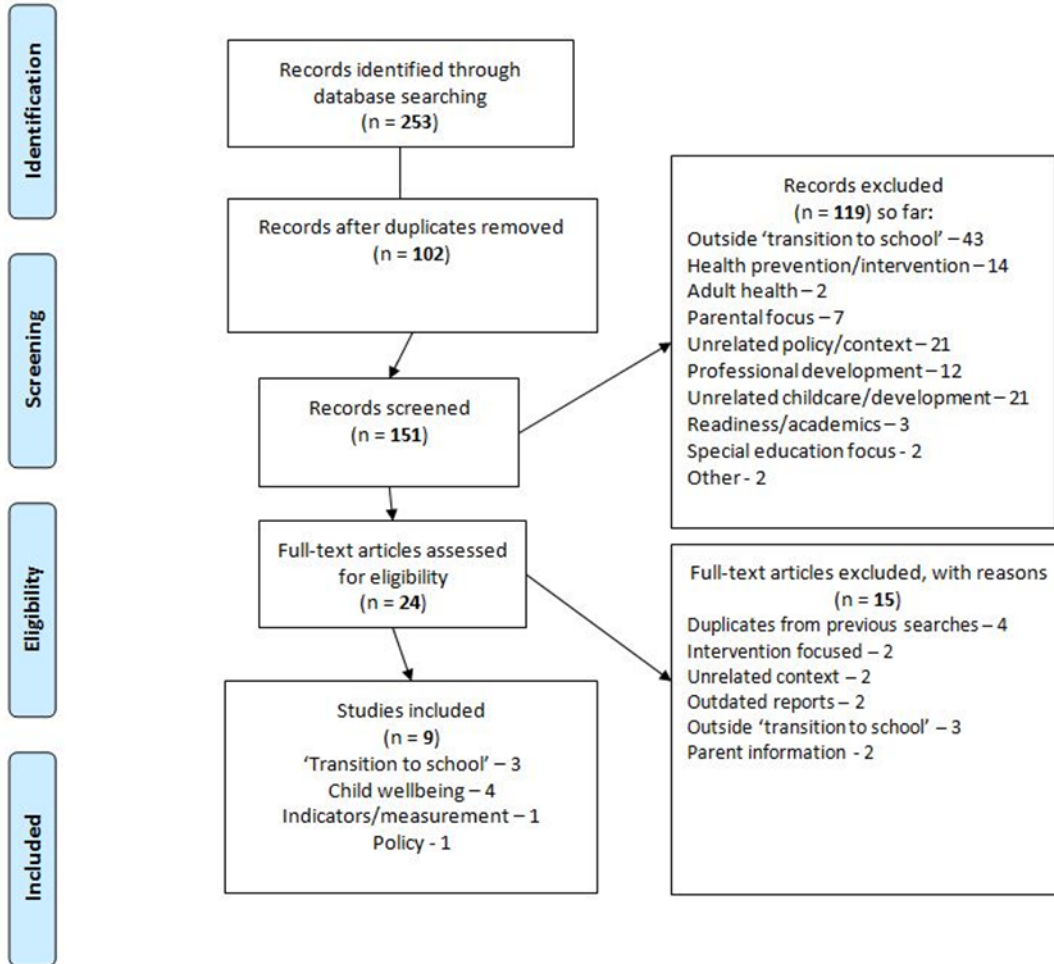 Identification
Records identified through
database searching
(n = 253)
Records after duplicates removed
(n = 102)
Screening
Records screened
(n = 151)
Records excluded
(n = 119) so far:
Outside ‘transition to school’ – 43
Health prevention/intervention – 14
Adult health – 2
Parental focus – 7
Unrelated policy/context – 21
Professional development – 12
Unrelated childcare/development – 21
Readiness/academics – 3
Special education focus - 2
Other - 2
Eligibility
Full-text articles assessed
for eligibility
(n = 24)
Full-text articles excluded, with reasons
(n = 15)
Duplicates from previous searches – 4
Intervention focused – 2
Unrelated context – 2
Outdated reports – 2
Outside ‘transition to school’ – 3
Parent information - 2
Included
Studies included
(n = 9)
‘Transition to school’ – 3
Child wellbeing – 4
Indicators/measurement – 1
Policy - 1